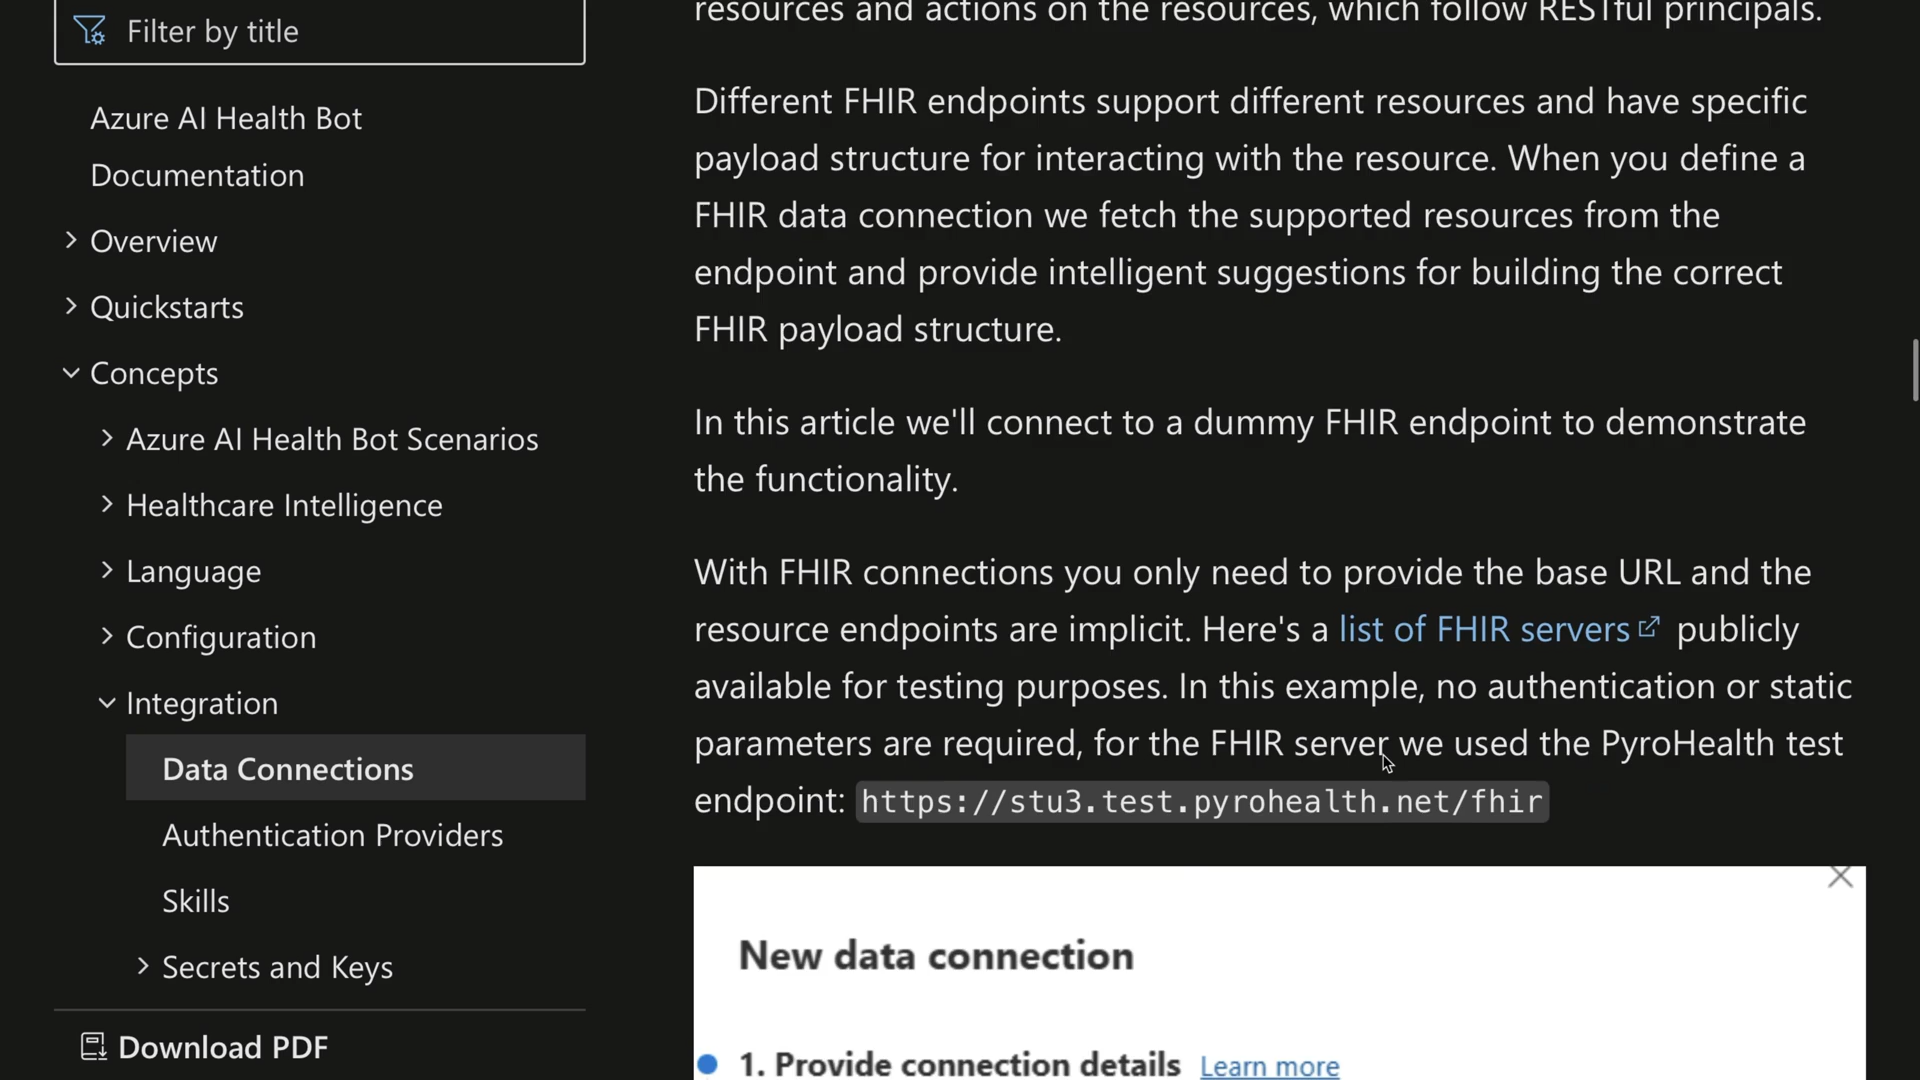 Filter by title
Azure AI Health Bot
Documentation
Overview
Quickstarts
Concepts
Azure AI Health Bot Scenarios
Healthcare Intelligence
Language
Configuration
Integration
Data Connections
Authentication Providers
Skills
Secrets and Keys
Download PDF
resources and actions on the resources, which follow RESTful principals.
Different FHIR endpoints support different resources and have specific
payload structure for interacting with the resource. When you define a
FHIR data connection we fetch the supported resources from the
endpoint and provide intelligent suggestions for building the correct
FHIR payload structure.
In this article we'll connect to a dummy FHIR endpoint to demonstrate
the functionality.
With FHIR connections you only need to provide the base URL and the
resource endpoints are implicit. Here's a list of FHIR servers publicly
available for testing purposes. In this example, no authentication or static
parameters are required, for the FHIR server we used the PyroHealth test
endpoint: https://stu3.test.pyrohealth.net/fhir
New data connection
1. Provide connection details Learn more